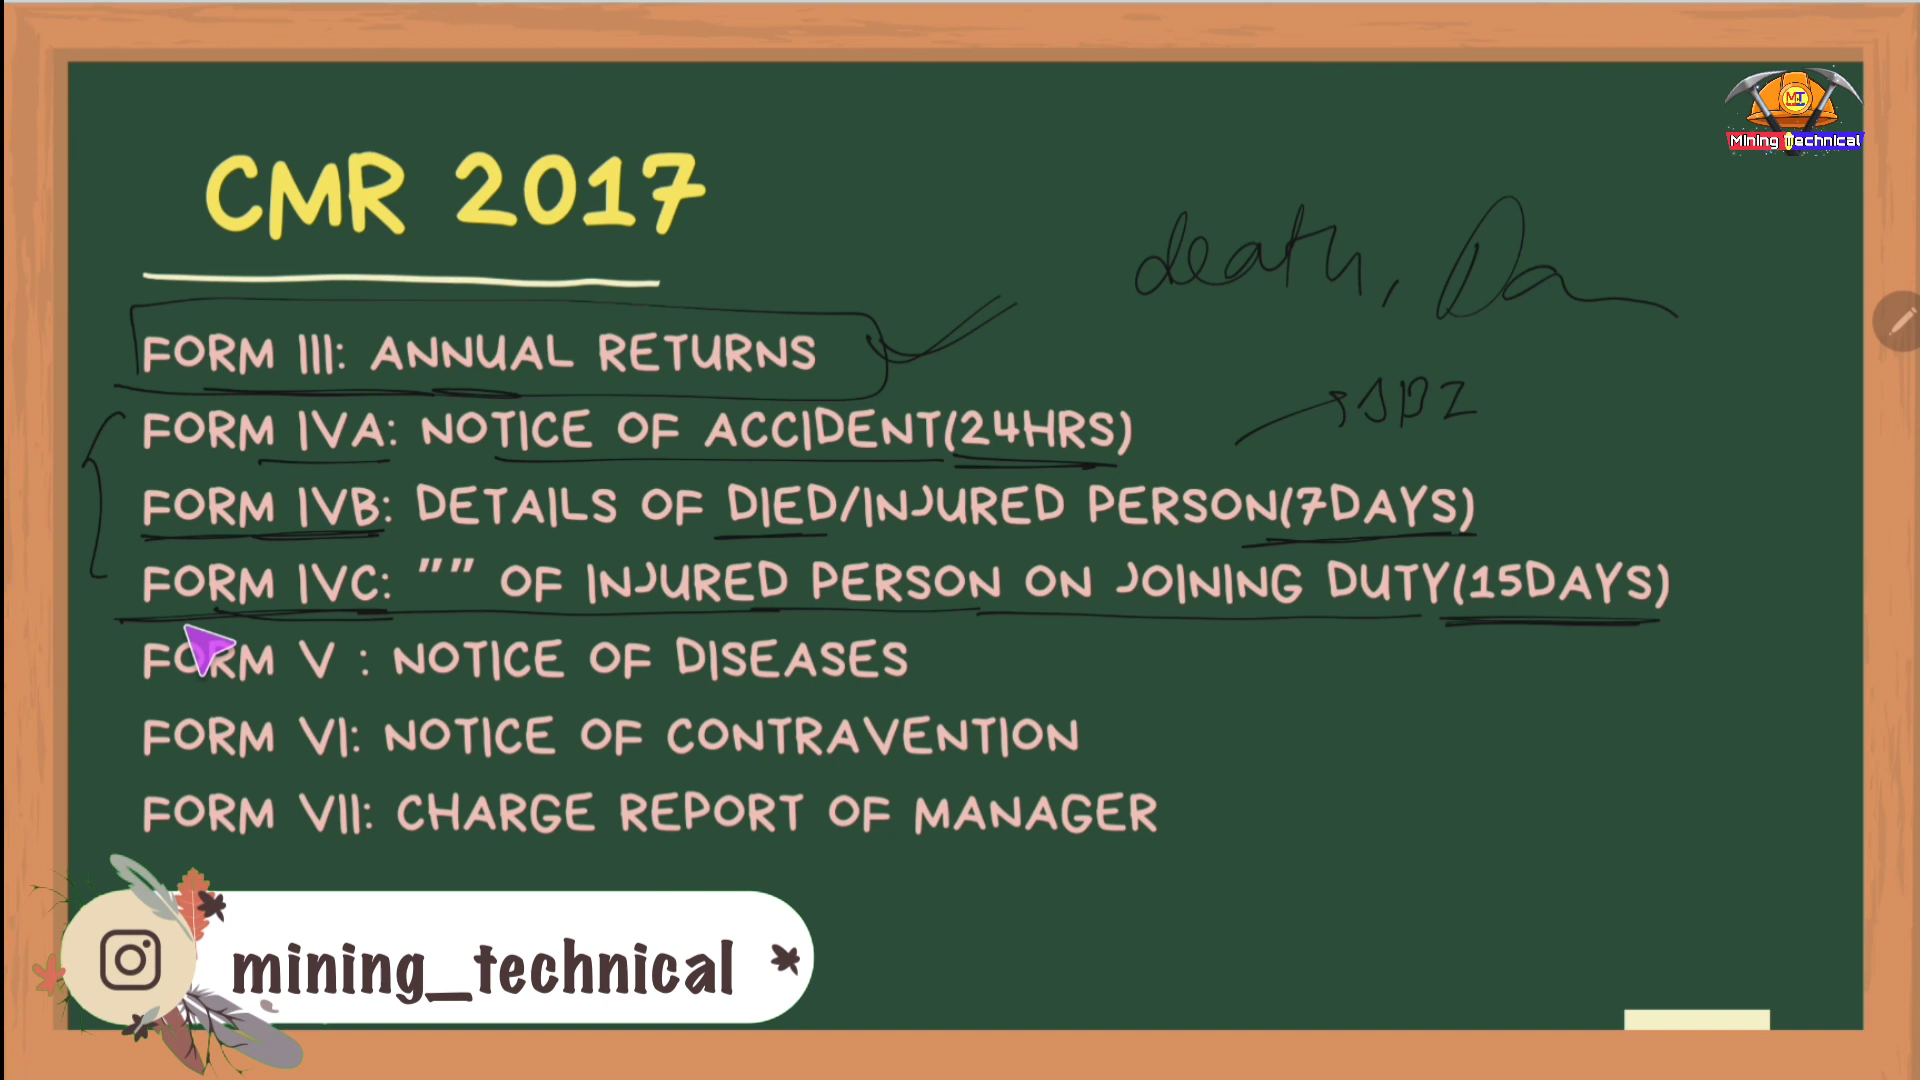 Mining Technical
CMR 2017
death,
FORM III: ANNUAL RETURNS
FORM IVA: NOTICE OF ACCIDENT(24HRS)
FORM IVB: DETAILS OF DIED/INJURED PERSON(7DAYS)
FORM IVC: "" "" OF INJURED PERSON ON JOINING DUTY(15DAYS)
FORM V : NOTICE OF DISEASES
FORM VI: NOTICE OF CONTRAVENTION
FORM VII: CHARGE REPORT OF MANAGER
mining_technical